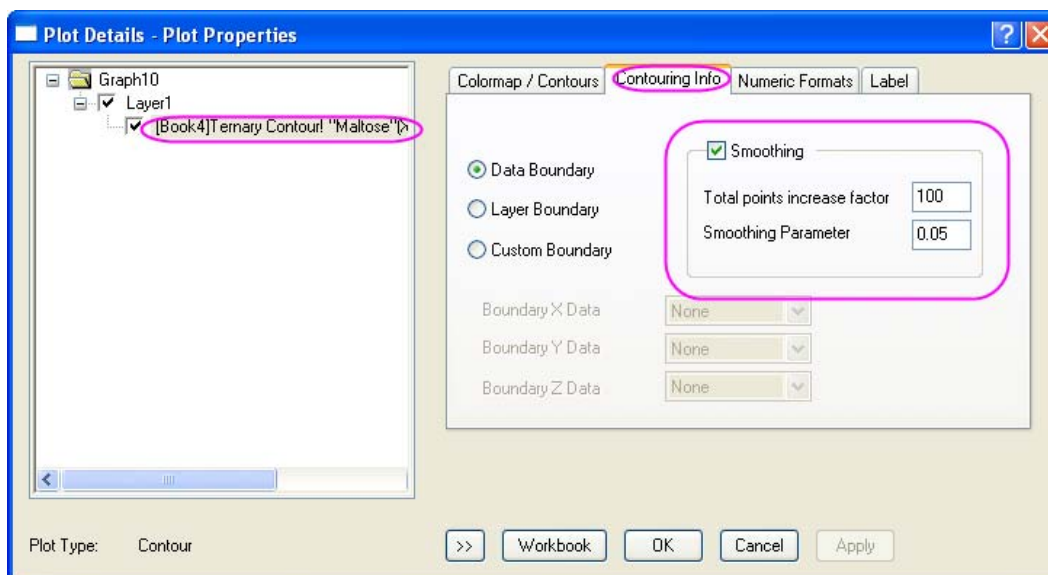 Plot Details - Plot Properties
Graph10
Layer1
[Book4]Ternary Contour! "Maltose"(X
Colormap / Contours
Contouring Info
Numeric Formats
Label
Data Boundary
Layer Boundary
Custom Boundary
Smoothing
Total points increase factor 100
Smoothing Parameter 0.05
Boundary X Data None
Boundary Y Data None
Boundary Z Data None
Plot Type: Contour
>> Workbook OK Cancel Apply